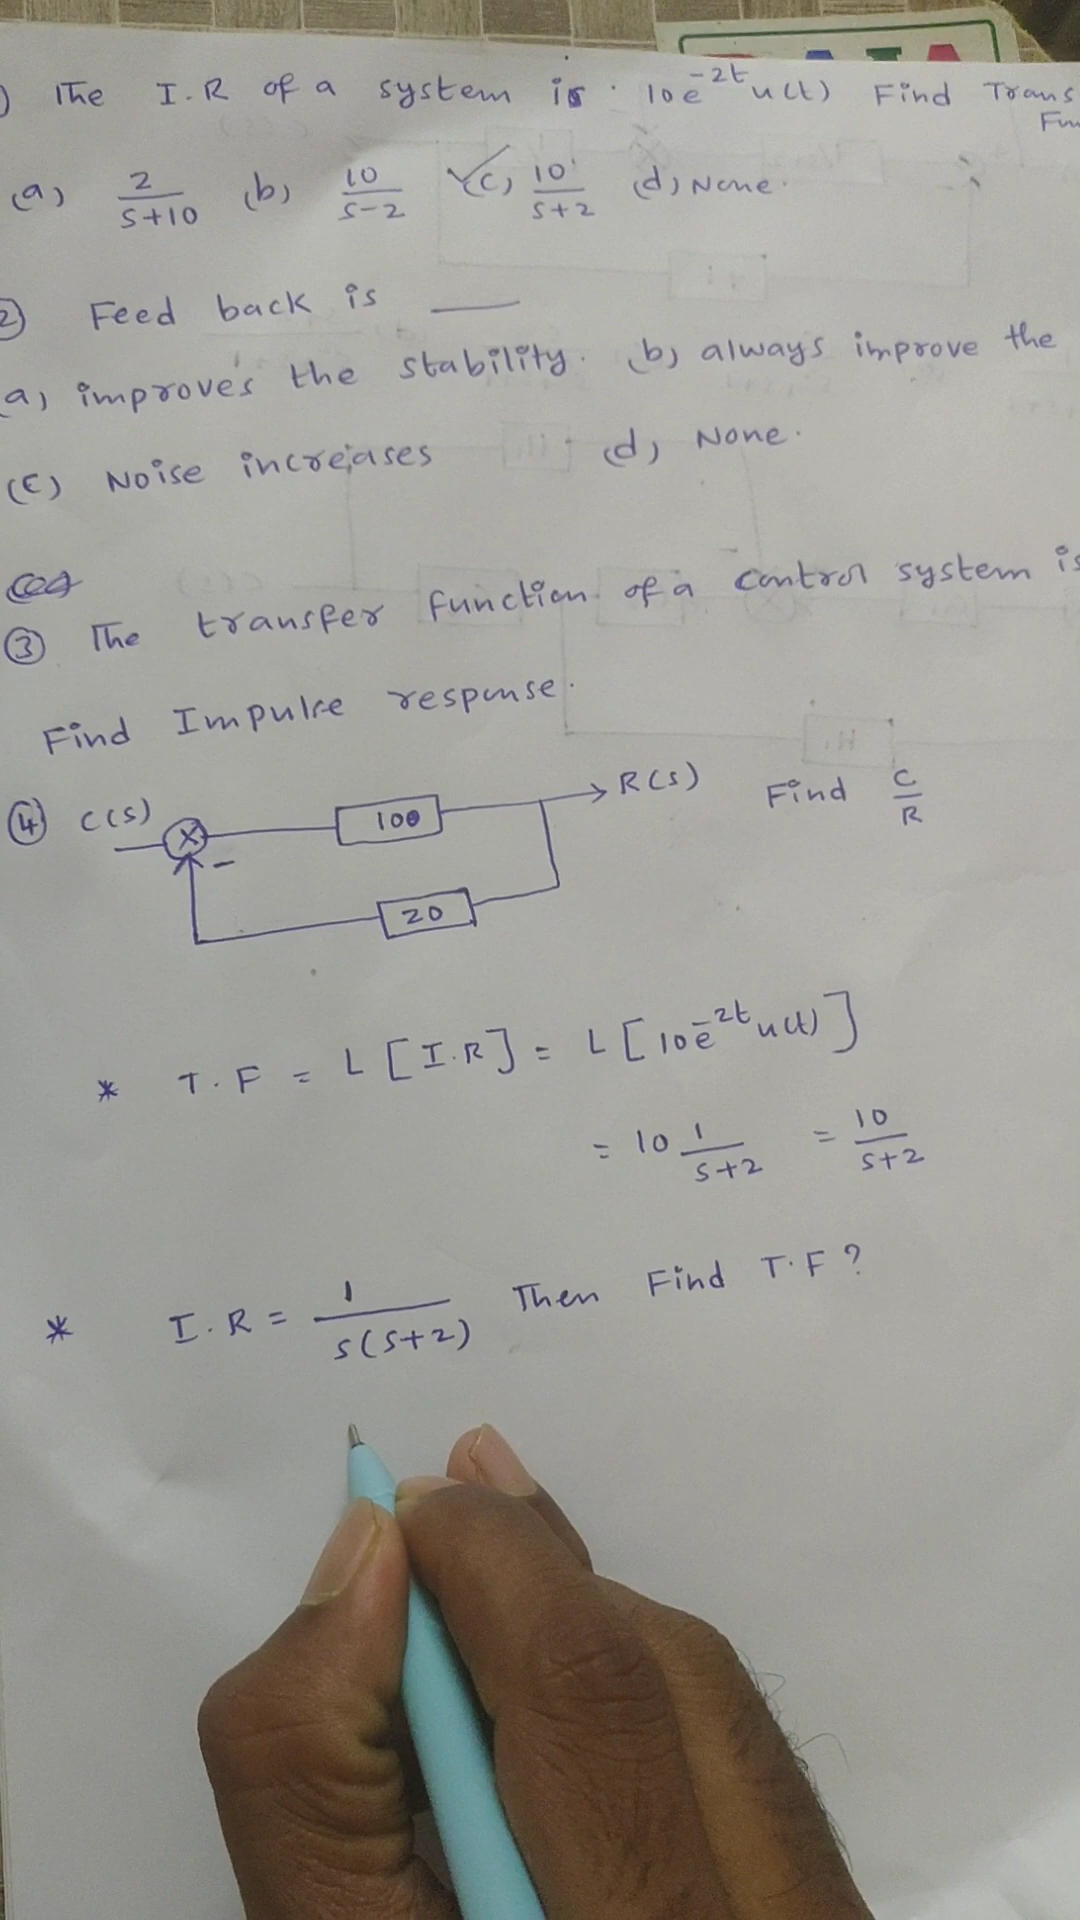 ) The I.R of a system is 10e^-2t u(t) Find Trans
Fun
(a) 2/S+10 (b) 10/S-2 (c) 10/S+2 (d) None.
2) Feed back is ___
(a) improves the stability. (b) always improve the
(c) Noise increases (d) None.
③ The transfer function of a control system is
Find Impulse response.
④ C(S) X - 100 R(S) Find C/R
20
* T.F = L[I.R] = L[10e^-2t u(t)]
= 10 1/S+2 = 10/S+2
* I.R = 1/S(S+2) Then Find T.F?